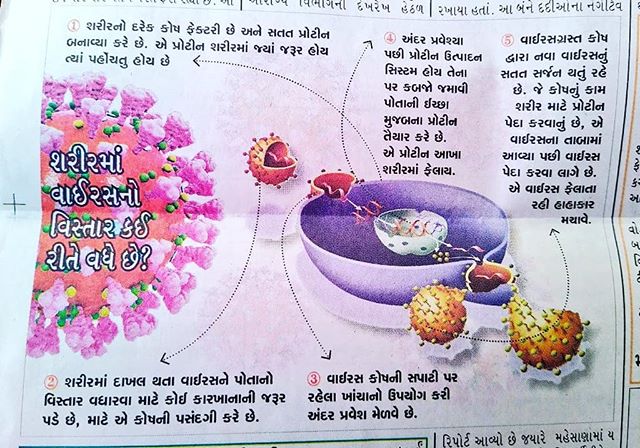 રખાયા હતાં. આ બંને દર્દીઓના નેગેટિવ
① શરીરનો દરેક કોષ ફેક્ટરી છે અને સતત પ્રોટીન
બનાવ્યા કરે છે. એ પ્રોટીન શરીરમાં જ્યાં જરૂર હોય
ત્યાં પહોંચતુ હોય છે
④ અંદર પ્રવેશ્યા
પછી પ્રોટીન ઉત્પાદન
સિસ્ટમ હોય તેના
પર કબજો જમાવી
પોતાની ઈચ્છા
મુજબના પ્રોટીન
તૈયાર કરે છે.
એ પ્રોટીન આખા
શરીરમાં ફેલાય.
⑤ વાઈરસગ્રસ્ત કોષ
દ્વારા નવા વાઈરસનું
સતત સર્જન થતું રહે
છે. જે કોષનું કામ
શરીર માટે પ્રોટીન
પેદા કરવાનું છે, એ
વાઈરસના તાબામાં
આવ્યા પછી વાઈરસ
પેદા કરવા લાગે છે.
એ વાઈરસ ફેલાતા
રહી હાહાકાર
મચાવે.
શરીરમાં
વાઈરસનો
વિસ્તાર કઈ
રીતે વધે છે?
② શરીરમાં દાખલ થતા વાઈરસને પોતાનો
વિસ્તાર વધારવા માટે કોઈ કારખાનાની જરૂર
પડે છે, માટે એ કોષની પસંદગી કરે છે.
③ વાઈરસ કોષની સપાટી પર
રહેલા ખાંચાનો ઉપયોગ કરી
અંદર પ્રવેશ મેળવે છે.
રિપોર્ટ આવ્યો છે જ્યારે મહેસાણામાં ય